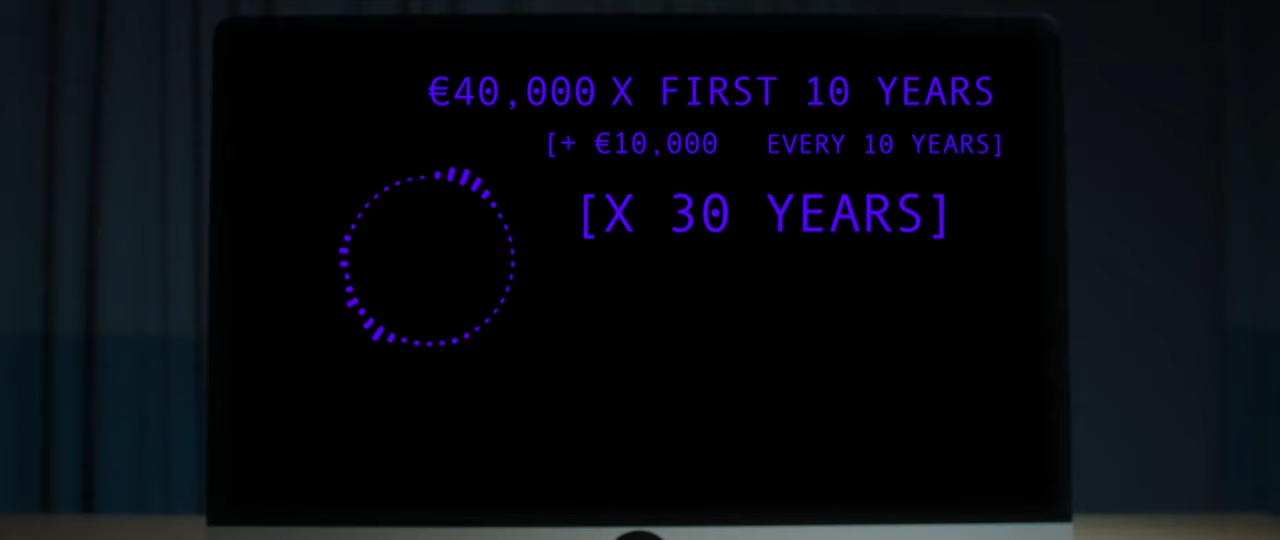 €40,000 X FIRST 10 YEARS
[+ €10,000 EVERY 10 YEARS]
[X 30 YEARS]